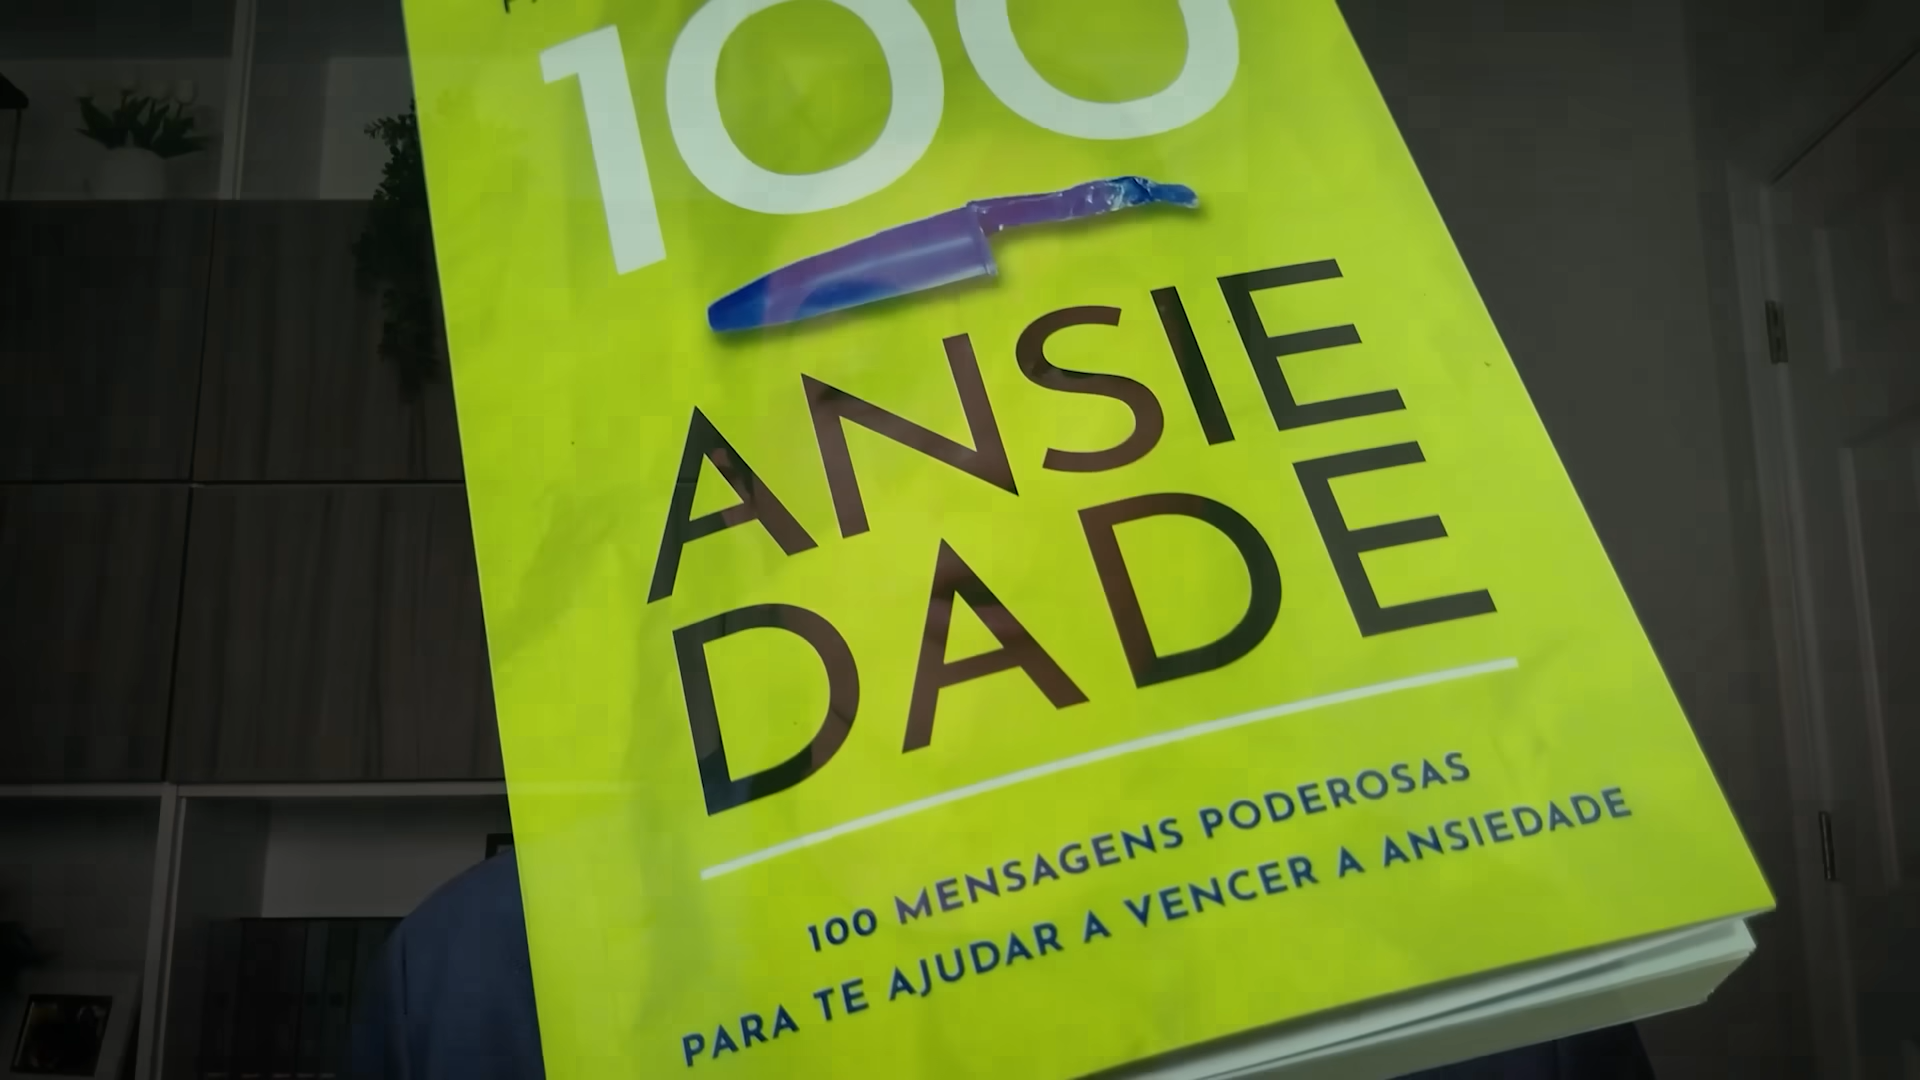 100
ANSIE
DADE
100 MENSAGENS PODEROSAS
PARA TE AJUDAR A VENCER A ANSIEDADE